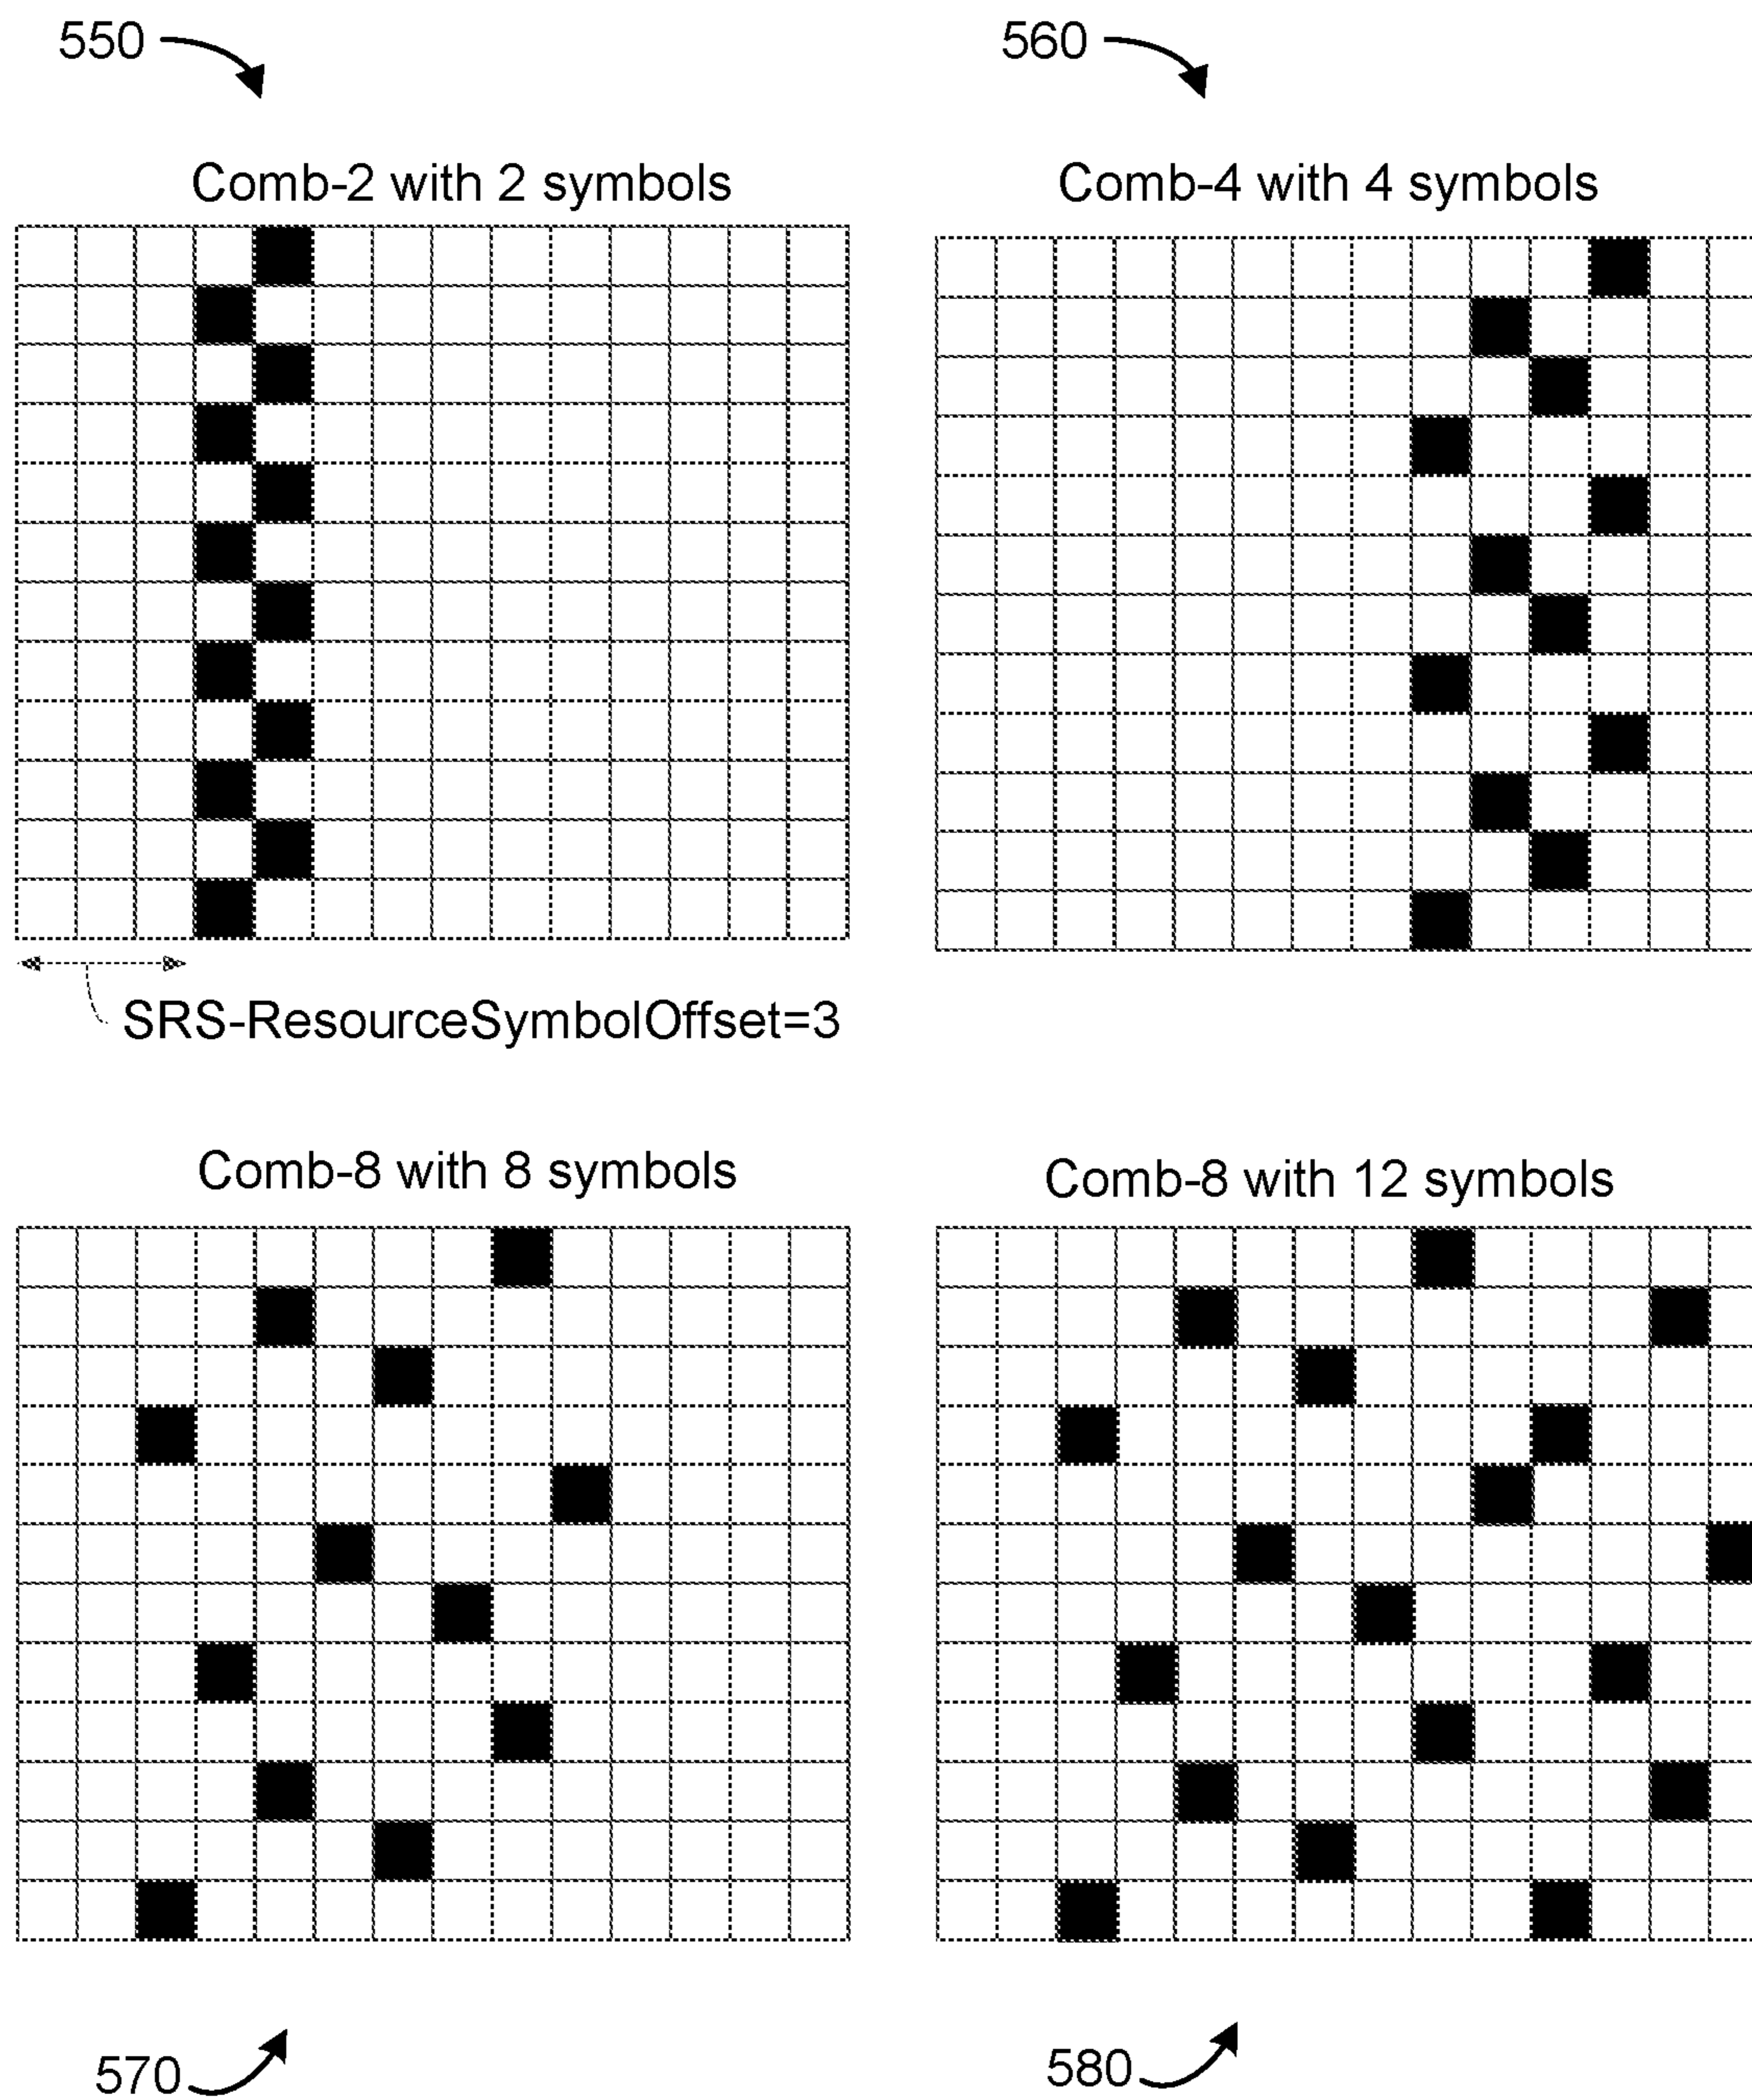 550
560
Comb-2 with 2 symbols
Comb-4 with 4 symbols
SRS-ResourceSymbolOffset=3
Comb-8 with 8 symbols
Comb-8 with 12 symbols
570
580